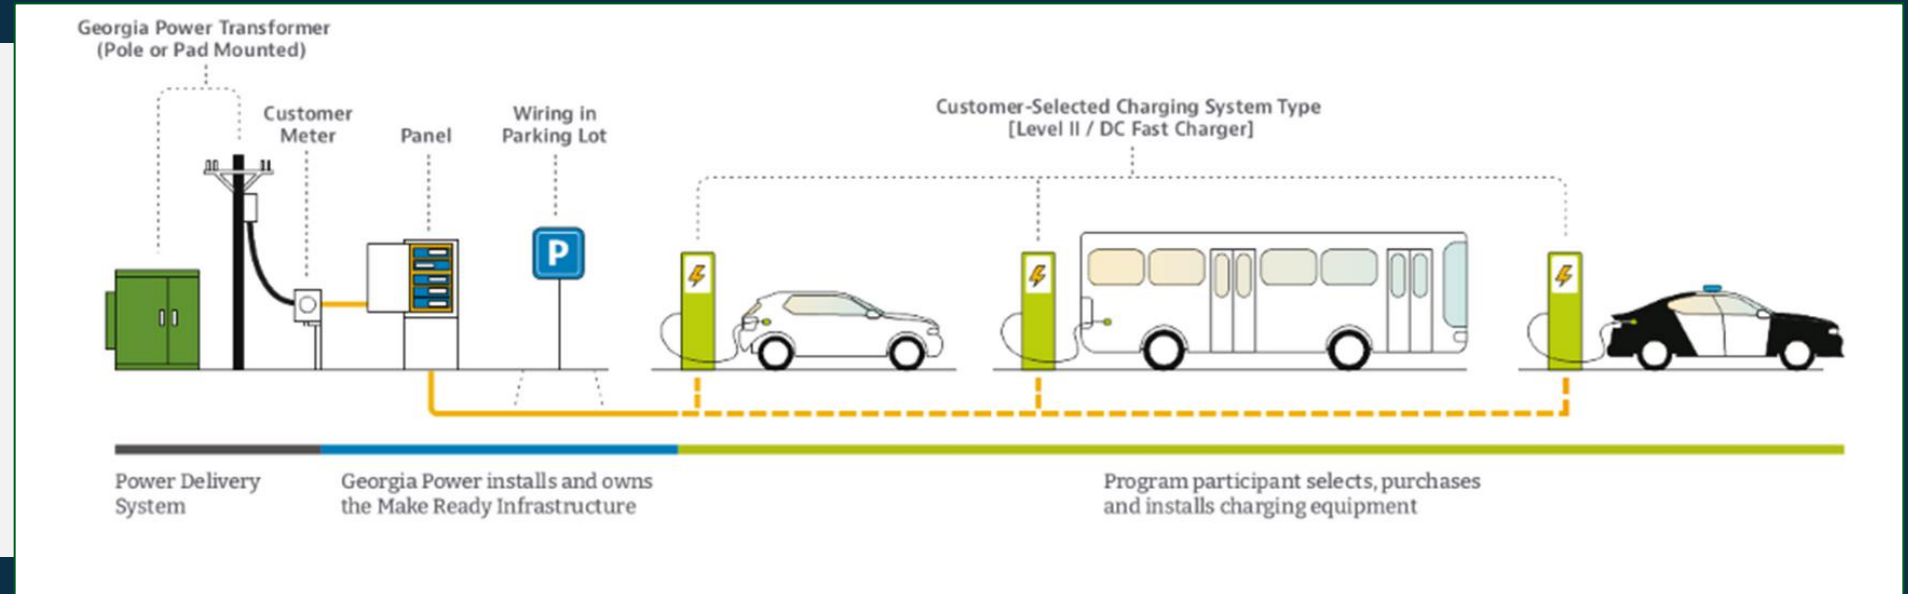 Georgia Power Transformer
(Pole or Pad Mounted)
Customer
Meter
Panel
Wiring in
Parking Lot
Customer-Selected Charging System Type
[Level II / DC Fast Charger]
P
Power Delivery
System
Georgia Power installs and owns
the Make Ready Infrastructure
Program participant selects, purchases
and installs charging equipment